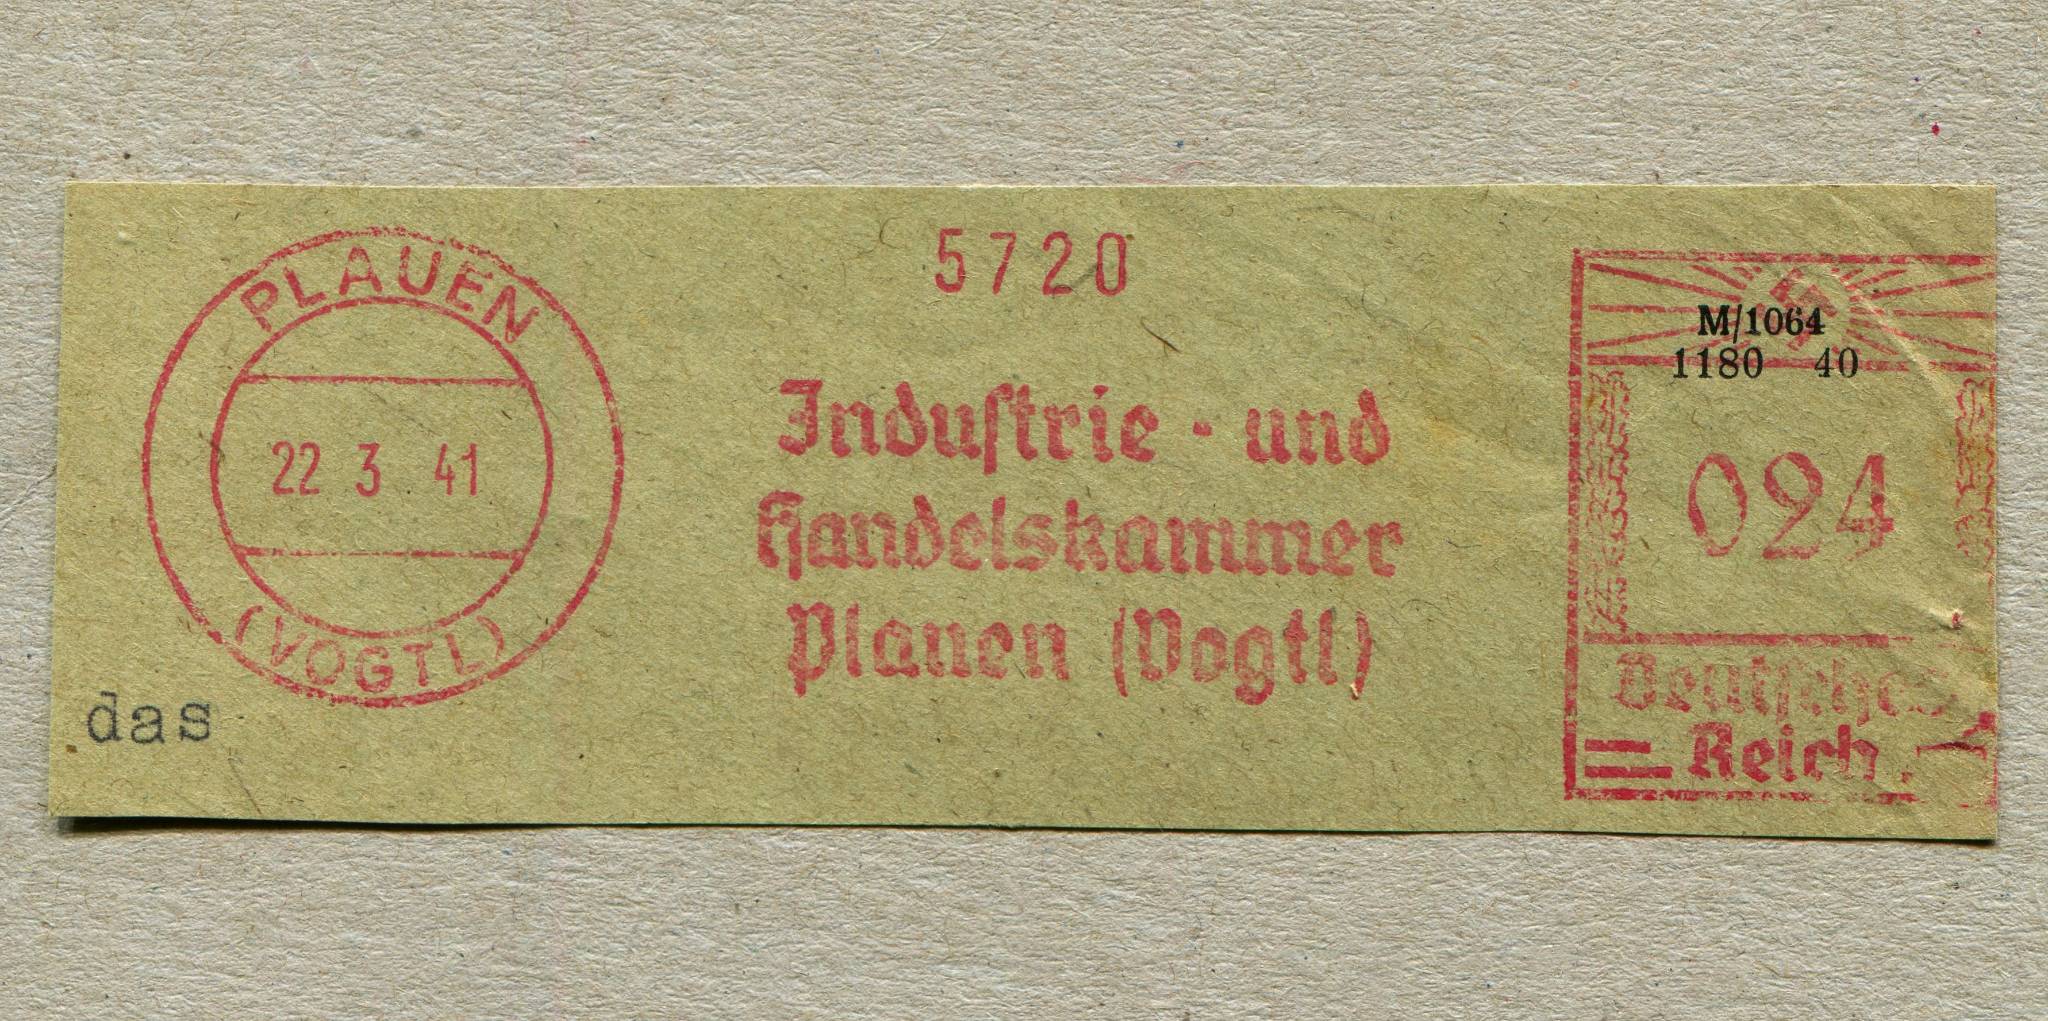 PLAUEN
22 3 41
(VOGTL)
das
5720
Industrie - und
Handelskammer
Plauen (Vogtl)
M/1064
1180 40
024
Deutsches
Reich